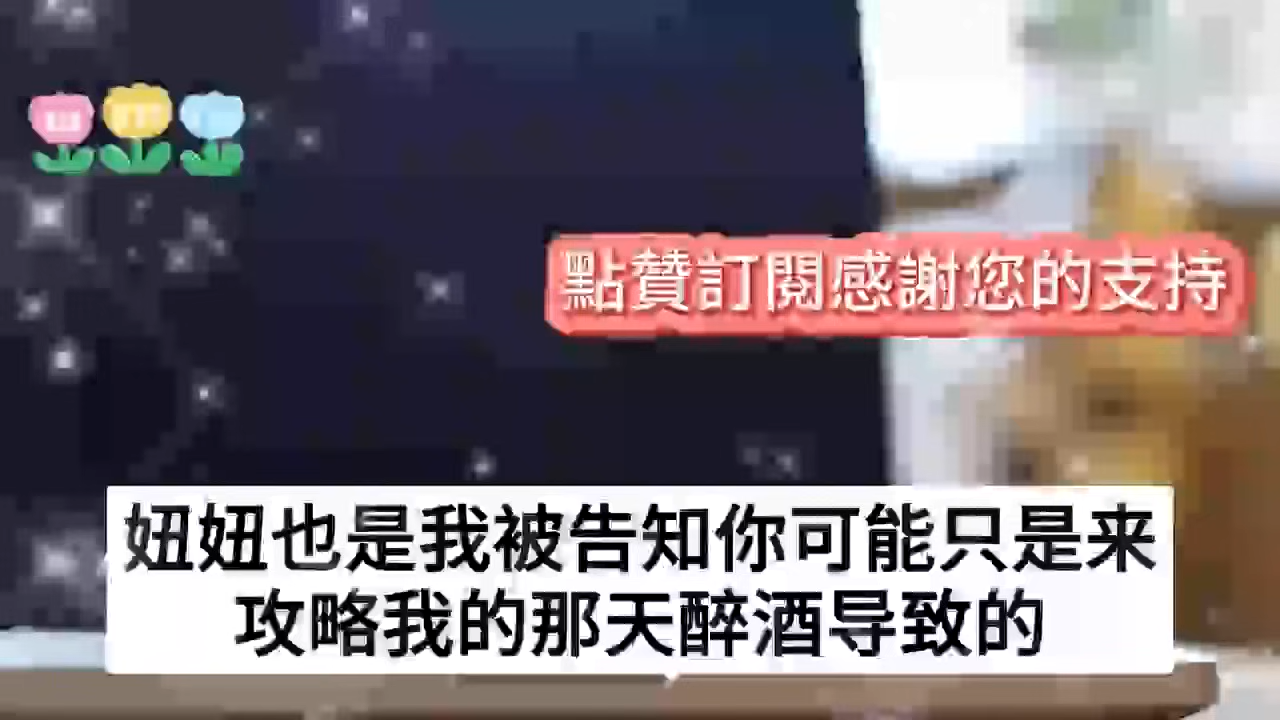 點贊訂閱感謝您的支持
妞妞也是我被告知你可能只是来
攻略我的那天醉酒导致的